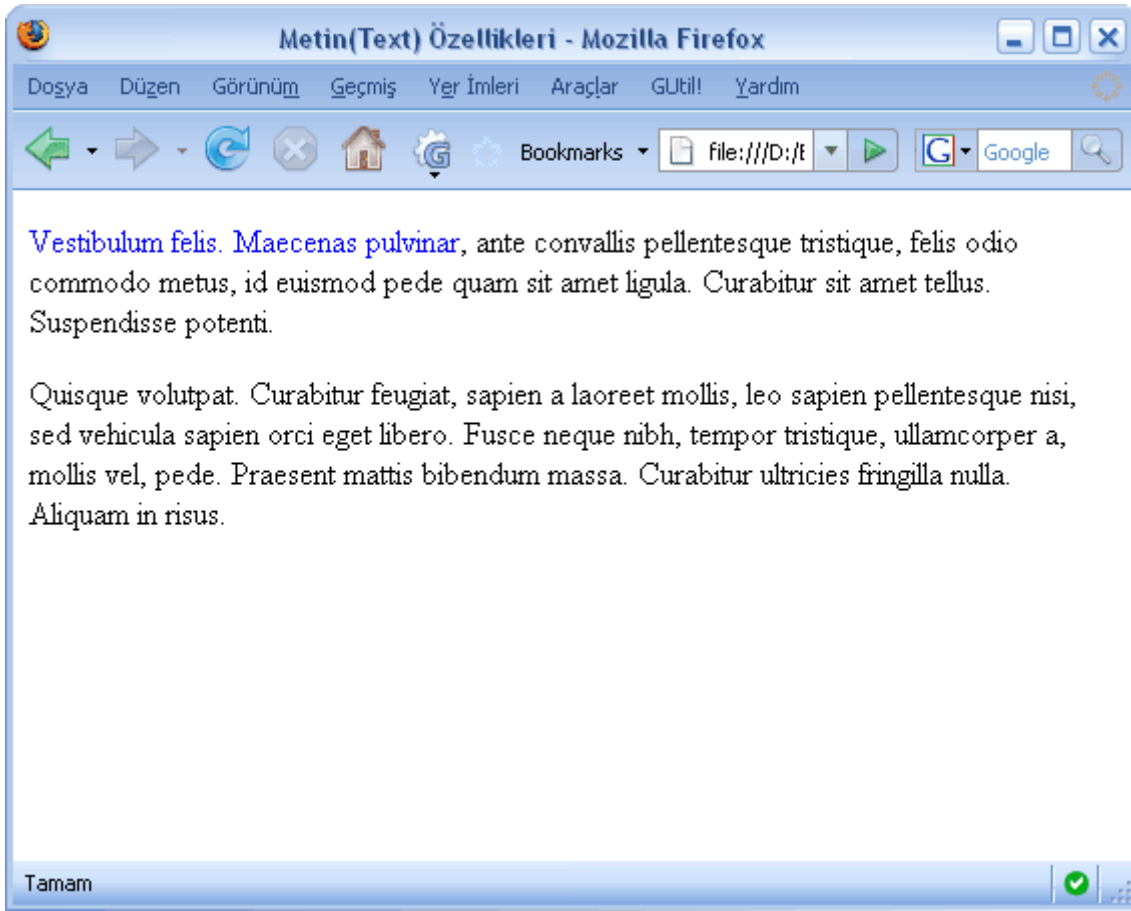 Metin(Text) Özellikleri - Mozilla Firefox
Dosya Düzen Görünüm Geçmiş Yer İmleri Araçlar GUtil! Yardım
G Bookmarks file:///D:/E G Google
Vestibulum felis. Maecenas pulvinar, ante convallis pellentesque tristique, felis odio
commodo metus, id euismod pede quam sit amet ligula. Curabitur sit amet tellus.
Suspendisse potenti.
Quisque volutpat. Curabitur feugiat, sapien a laoreet mollis, leo sapien pellentesque nisi,
sed vehicula sapien orci eget libero. Fusce neque nibh, tempor tristique, ullamcorper a,
mollis vel, pede. Praesent mattis bibendum massa. Curabitur ultricies fringilla nulla.
Aliquam in risus.
Tamam